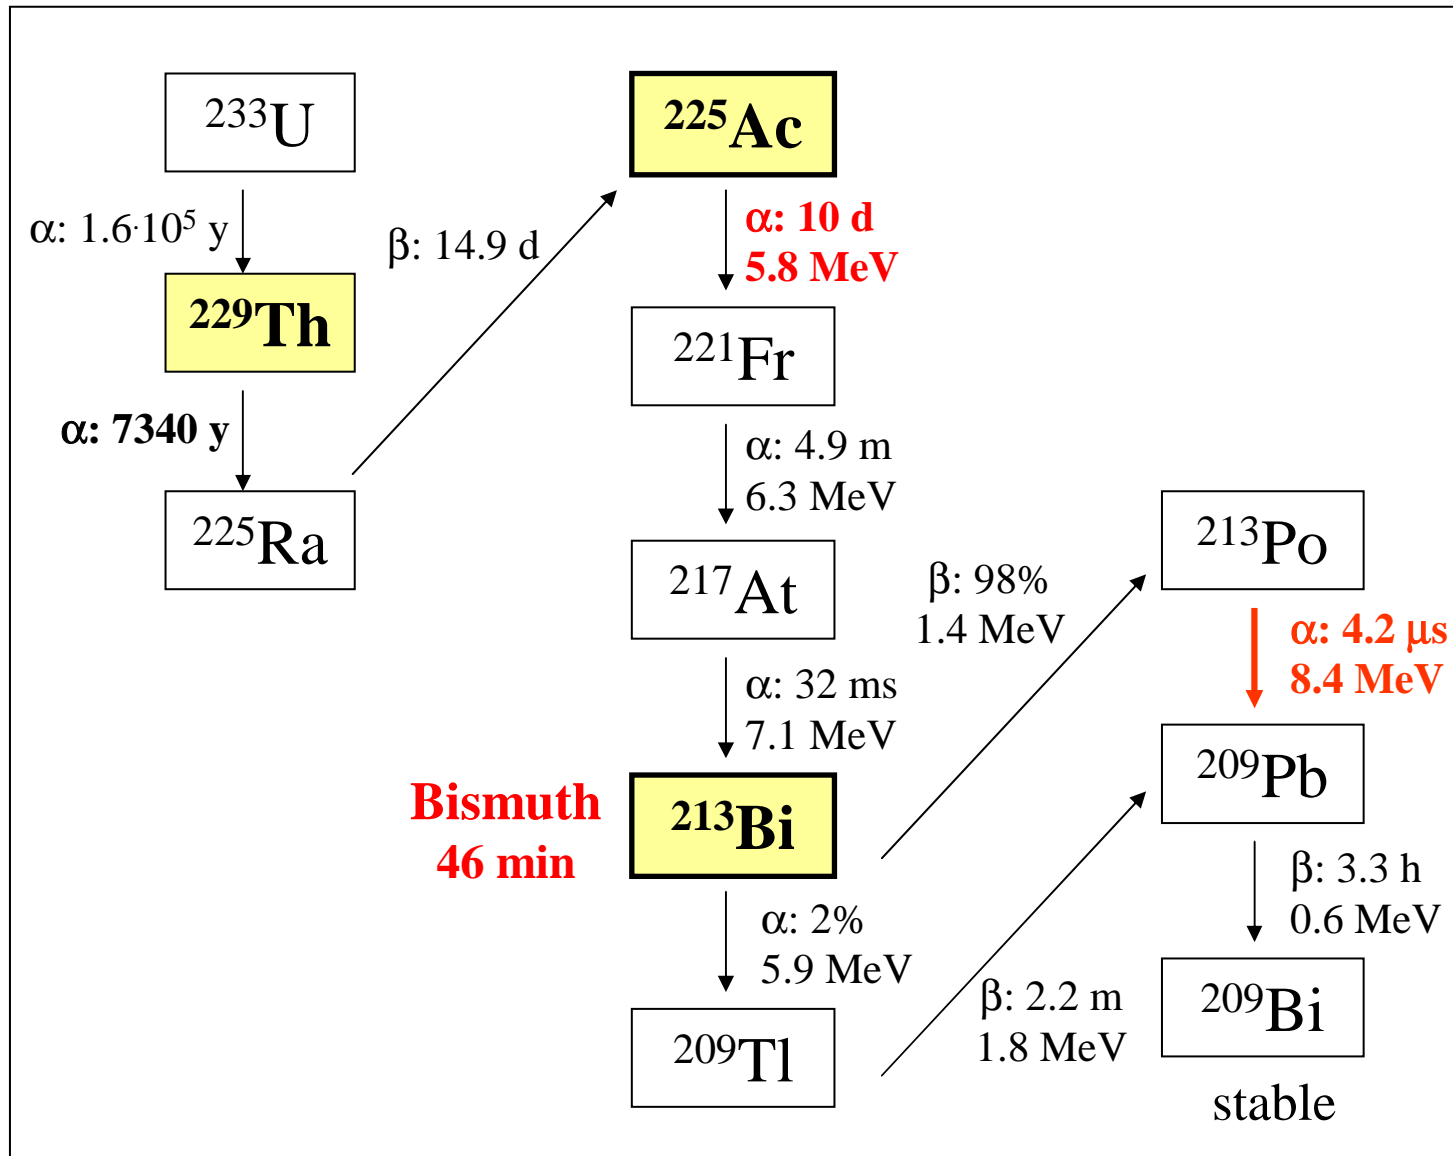 ²³³U
α: 1.6·10⁵ y
²²⁹Th
α: 7340 y
²²⁵Ra
β: 14.9 d
²²⁵Ac
α: 10 d
5.8 MeV
²²¹Fr
α: 4.9 m
6.3 MeV
²¹⁷At
α: 32 ms
7.1 MeV
Bismuth
46 min
²¹³Bi
α: 2%
5.9 MeV
²⁰⁹Tl
β: 98%
1.4 MeV
β: 2.2 m
1.8 MeV
²¹³Po
α: 4.2 μs
8.4 MeV
²⁰⁹Pb
β: 3.3 h
0.6 MeV
²⁰⁹Bi
stable